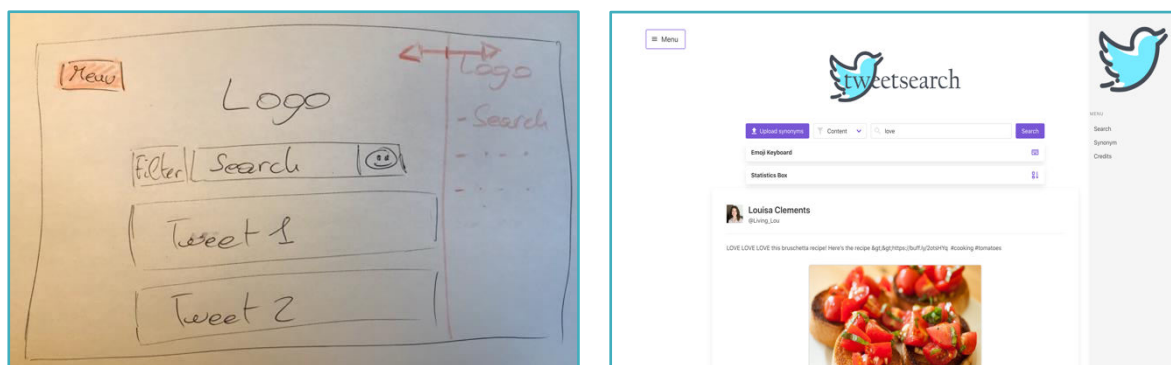 Menu
Logo
Logo
- Search
Filter
Search
Tweet 1
Tweet 2
Menu
tweetsearch
Upload synonyms
Content
love
Search
Emoji Keyboard
Statistics Box
Louisa Clements
@Living_Lou
LOVE LOVE LOVE this bruschetta recipe! Here's the recipe &gt;&gt;https://buff.ly/2otsHYq. #cooking #tomatoes
MENU
Search
Synonym
Credits